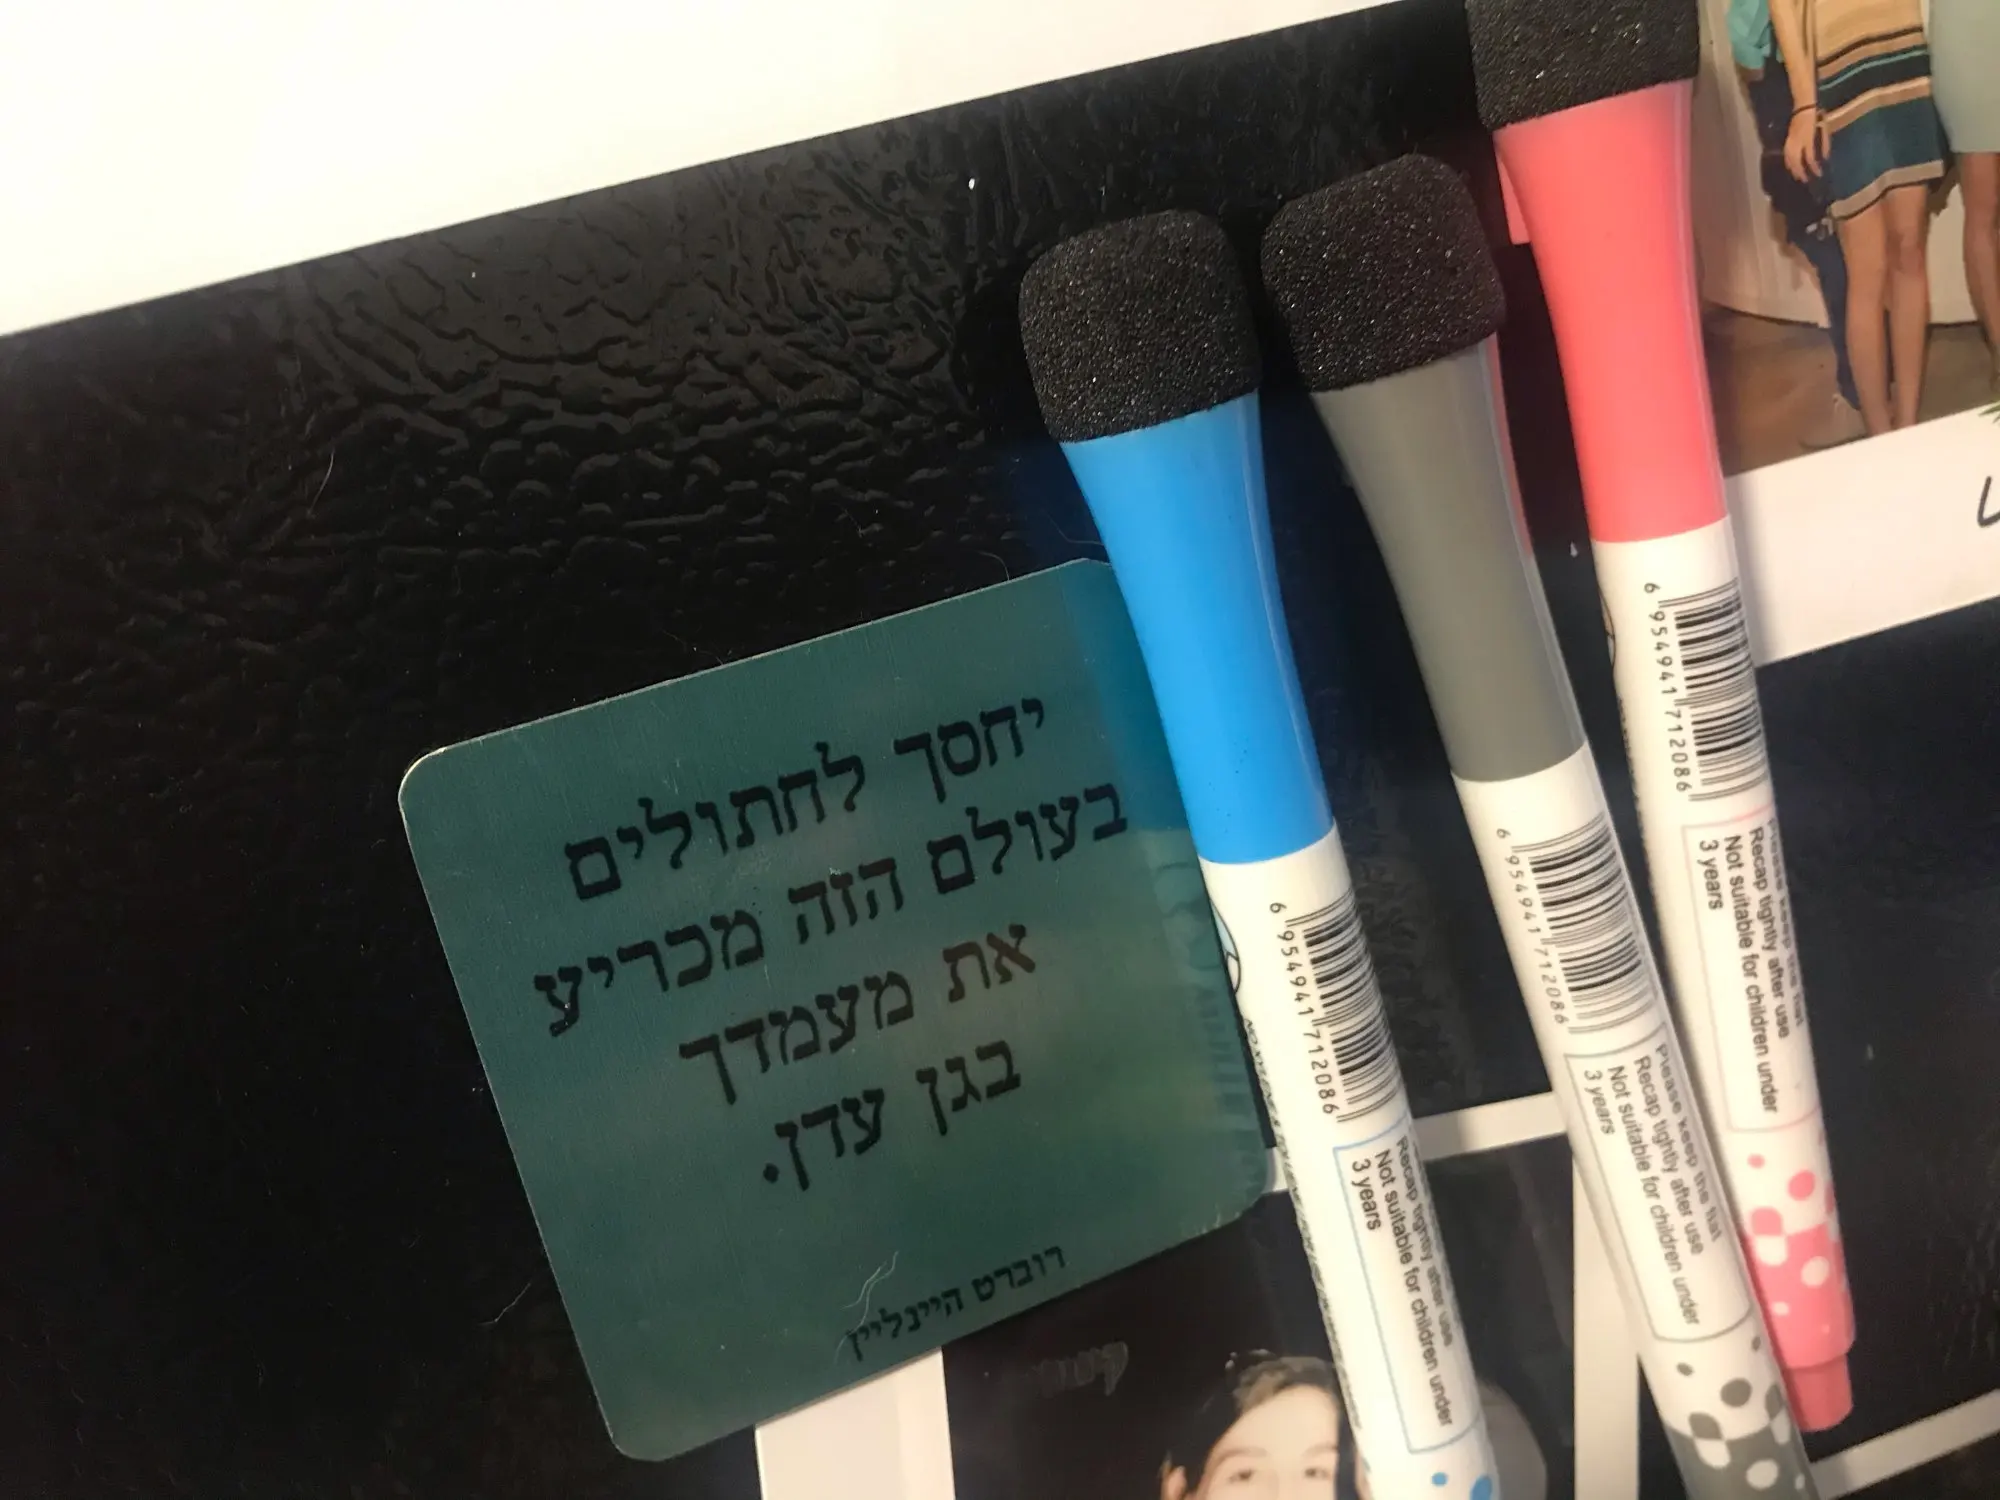 יחסך לחתולים
בעולם הזה מכריע
את מעמדך
בגן עדן.
רוברט היינליין
6 954941 712086
Recap tightly after use
Not suitable for children under
3 years
6 954941 712086
Please keep the
Recap tightly after use
Not suitable for children under
3 years
6 954941 712086
Please keep the
Recap tightly after use
Not suitable for children under
3 years